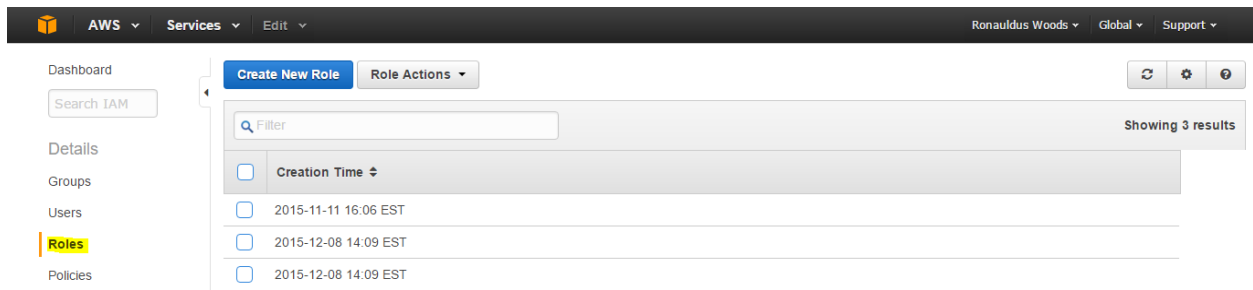 AWS Services Edit Ronauldus Woods Global Support
Dashboard
Search IAM
Details
Groups
Users
Roles
Policies
Create New Role Role Actions
Filter
Showing 3 results
Creation Time
2015-11-11 16:06 EST
2015-12-08 14:09 EST
2015-12-08 14:09 EST